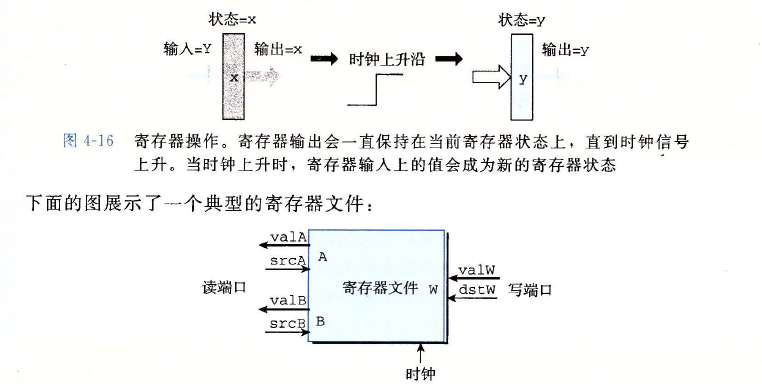 状态=x 状态=y
输入=Y 输出=x 时钟上升沿 输出=y
x y
图 4-16 寄存器操作。寄存器输出会一直保持在当前寄存器状态上，直到时钟信号
上升。当时钟上升时，寄存器输入上的值会成为新的寄存器状态
下面的图展示了一个典型的寄存器文件：
valA
A
srcA
valW
读端口 寄存器文件 W 写端口
dstW
valB
B
srcB
时钟